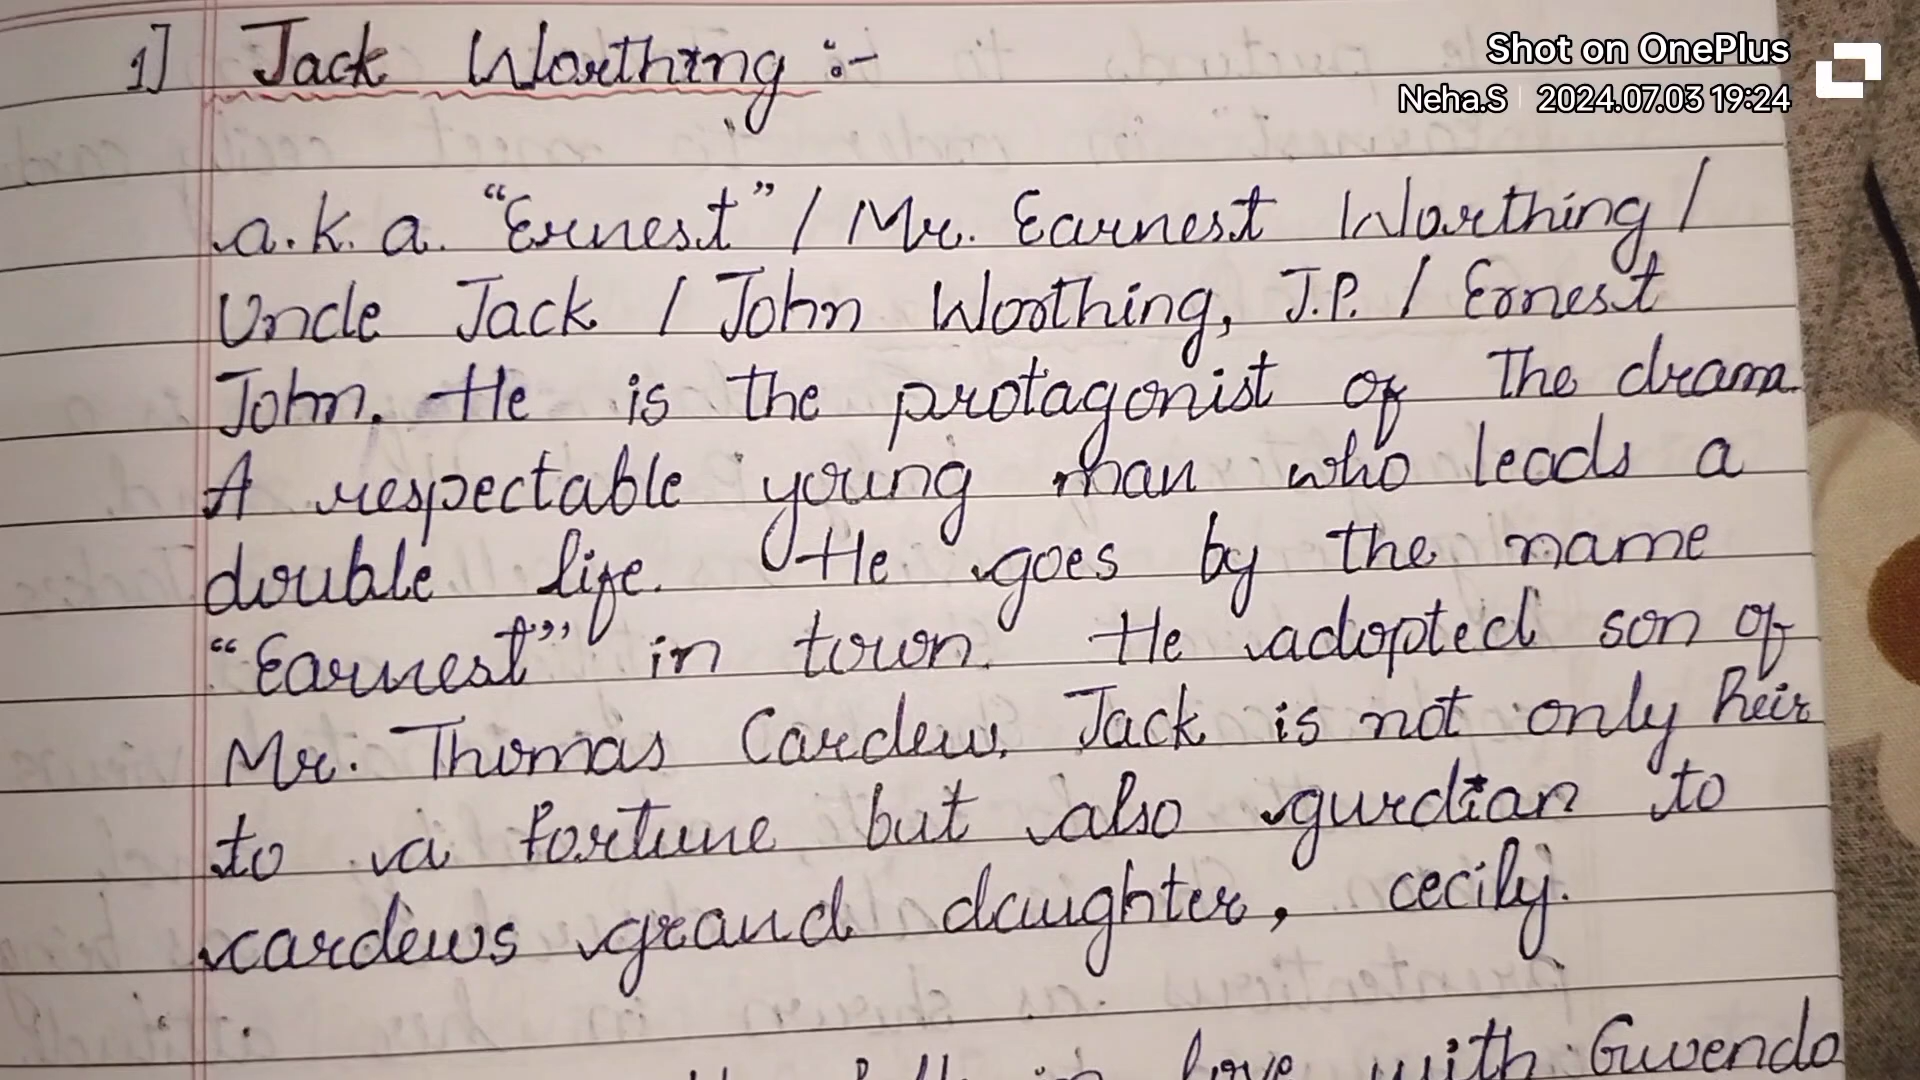 Shot on OnePlus
Neha.S | 2024.07.03 19:24
1] Jack Worthing :-
a.k.a. “Ernest” / Mr. Earnest Worthing /
Uncle Jack / John Worthing, J.P. / Ernest
John. He is the protagonist of the drama.
A respectable young man who leads a
double life. He goes by the name
“Earnest” in town. He adopted son of
Mr. Thomas Cardew, Jack is not only heir
to a fortune but also gurdian to
cardews grand daughter, cecily.
in love with Gwendo